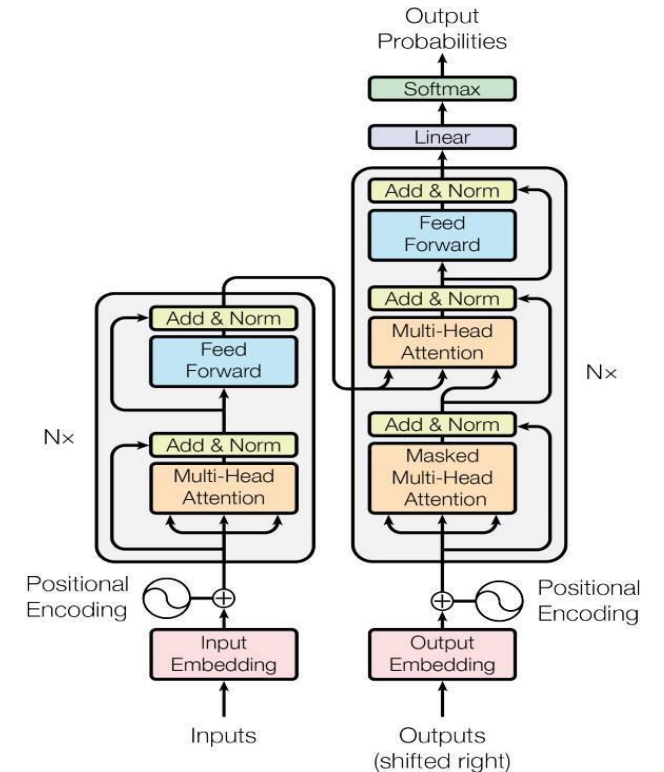 Output
Probabilities
Softmax
Linear
Add & Norm
Feed
Forward
Add & Norm
Multi-Head
Attention
Nx
Add & Norm
Masked
Multi-Head
Attention
Add & Norm
Feed
Forward
Nx
Add & Norm
Multi-Head
Attention
Positional
Encoding
Positional
Encoding
Input
Embedding
Output
Embedding
Inputs
Outputs
(shifted right)